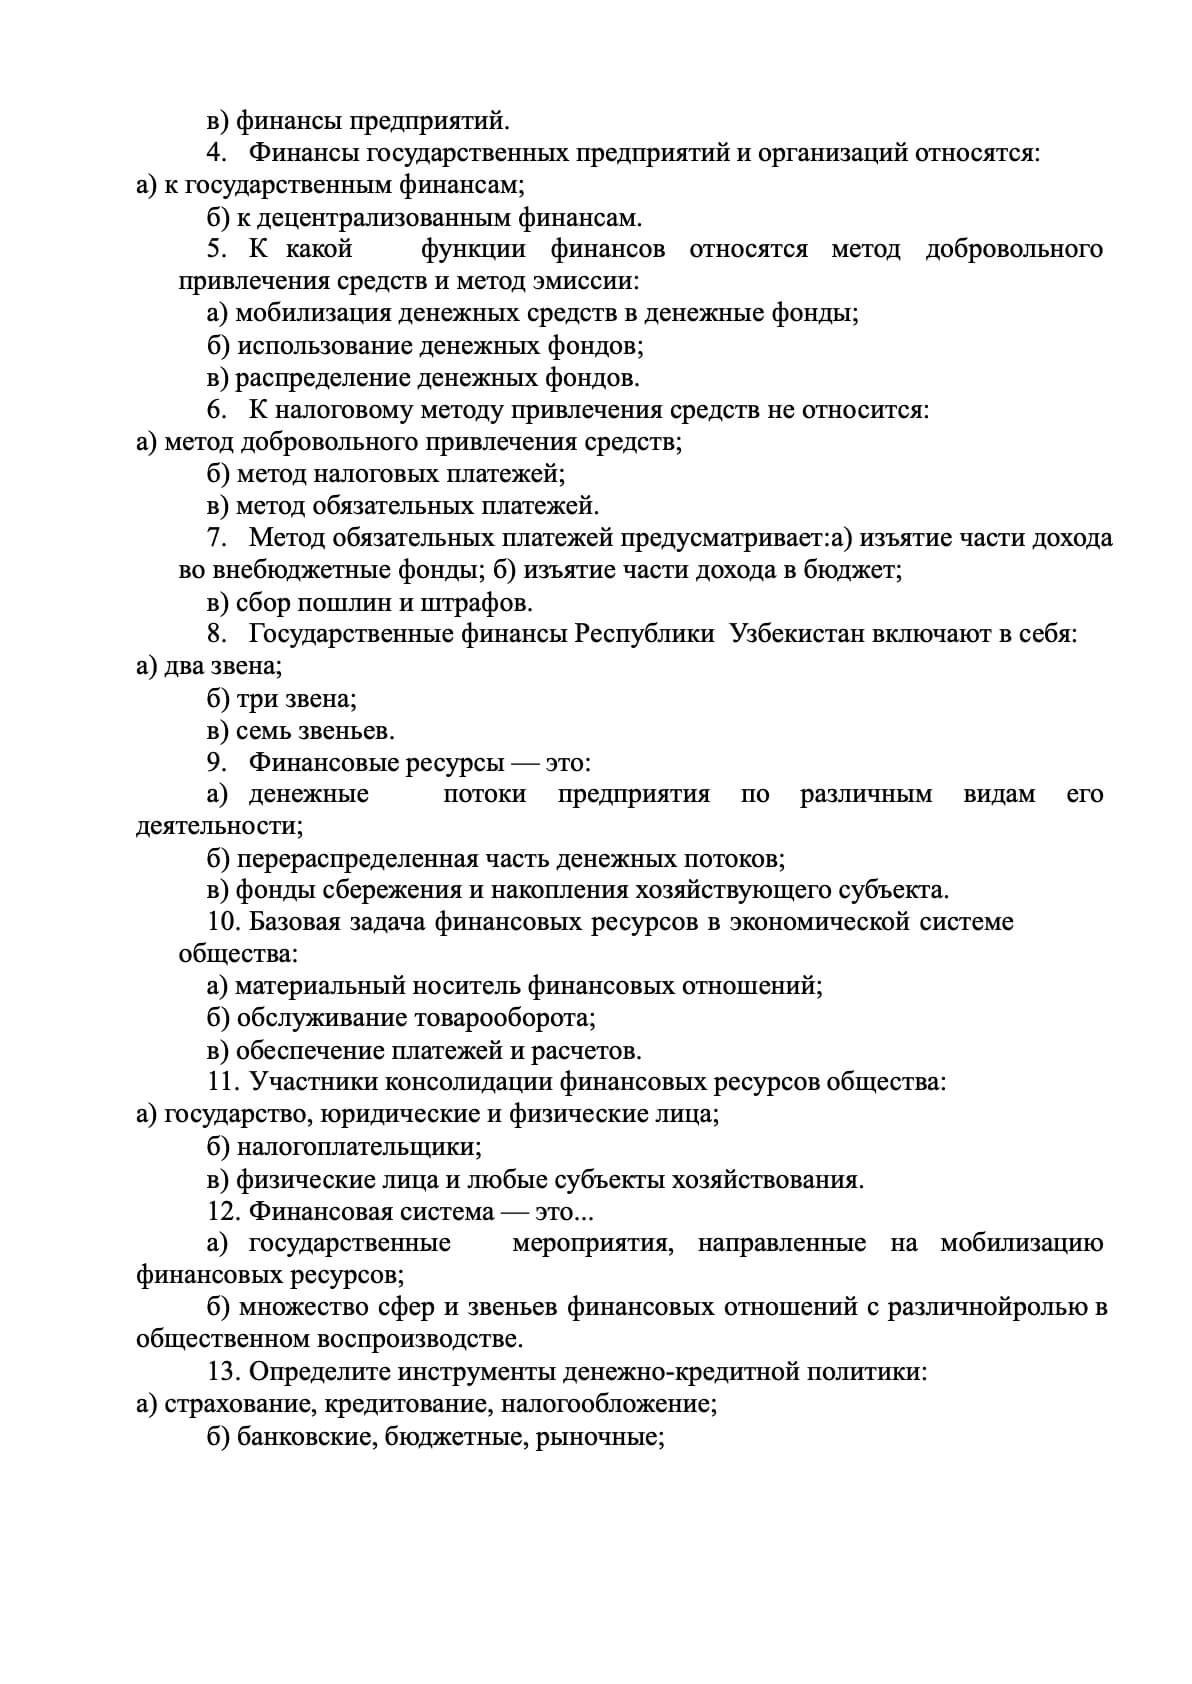 в) финансы предприятий.
4. Финансы государственных предприятий и организаций относятся:
а) к государственным финансам;
б) к децентрализованным финансам.
5. К какой функции финансов относятся метод добровольного
привлечения средств и метод эмиссии:
а) мобилизация денежных средств в денежные фонды;
б) использование денежных фондов;
в) распределение денежных фондов.
6. К налоговому методу привлечения средств не относится:
а) метод добровольного привлечения средств;
б) метод налоговых платежей;
в) метод обязательных платежей.
7. Метод обязательных платежей предусматривает:а) изъятие части дохода
во внебюджетные фонды; б) изъятие части дохода в бюджет;
в) сбор пошлин и штрафов.
8. Государственные финансы Республики Узбекистан включают в себя:
а) два звена;
б) три звена;
в) семь звеньев.
9. Финансовые ресурсы — это:
а) денежные потоки предприятия по различным видам его
деятельности;
б) перераспределенная часть денежных потоков;
в) фонды сбережения и накопления хозяйствующего субъекта.
10. Базовая задача финансовых ресурсов в экономической системе
общества:
а) материальный носитель финансовых отношений;
б) обслуживание товарооборота;
в) обеспечение платежей и расчетов.
11. Участники консолидации финансовых ресурсов общества:
а) государство, юридические и физические лица;
б) налогоплательщики;
в) физические лица и любые субъекты хозяйствования.
12. Финансовая система — это...
а) государственные мероприятия, направленные на мобилизацию
финансовых ресурсов;
б) множество сфер и звеньев финансовых отношений с различнойролью в
общественном воспроизводстве.
13. Определите инструменты денежно-кредитной политики:
а) страхование, кредитование, налогообложение;
б) банковские, бюджетные, рыночные;